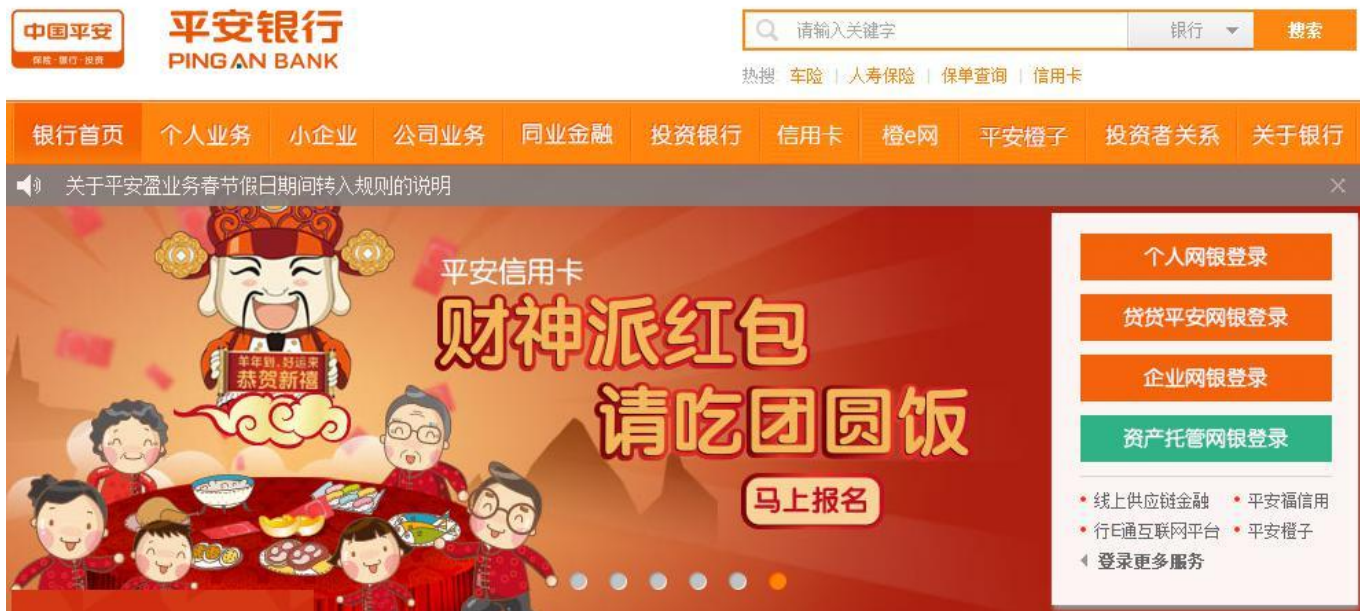 中国平安
保险·银行·投资
平安银行
PINGAN BANK
请输入关键字
银行
搜索
热搜 车险 | 人寿保险 | 保单查询 | 信用卡
银行首页 个人业务 小企业 公司业务 同业金融 投资银行 信用卡 橙e网 平安橙子 投资者关系 关于银行
关于平安盈业务春节假日期间转入规则的说明
平安信用卡
财神派红包
请吃团圆饭
马上报名
羊年到,好运来
恭贺新禧
个人网银登录
贷贷平安网银登录
企业网银登录
资产托管网银登录
线上供应链金融 平安福信用
行E通互联网平台 平安橙子
登录更多服务